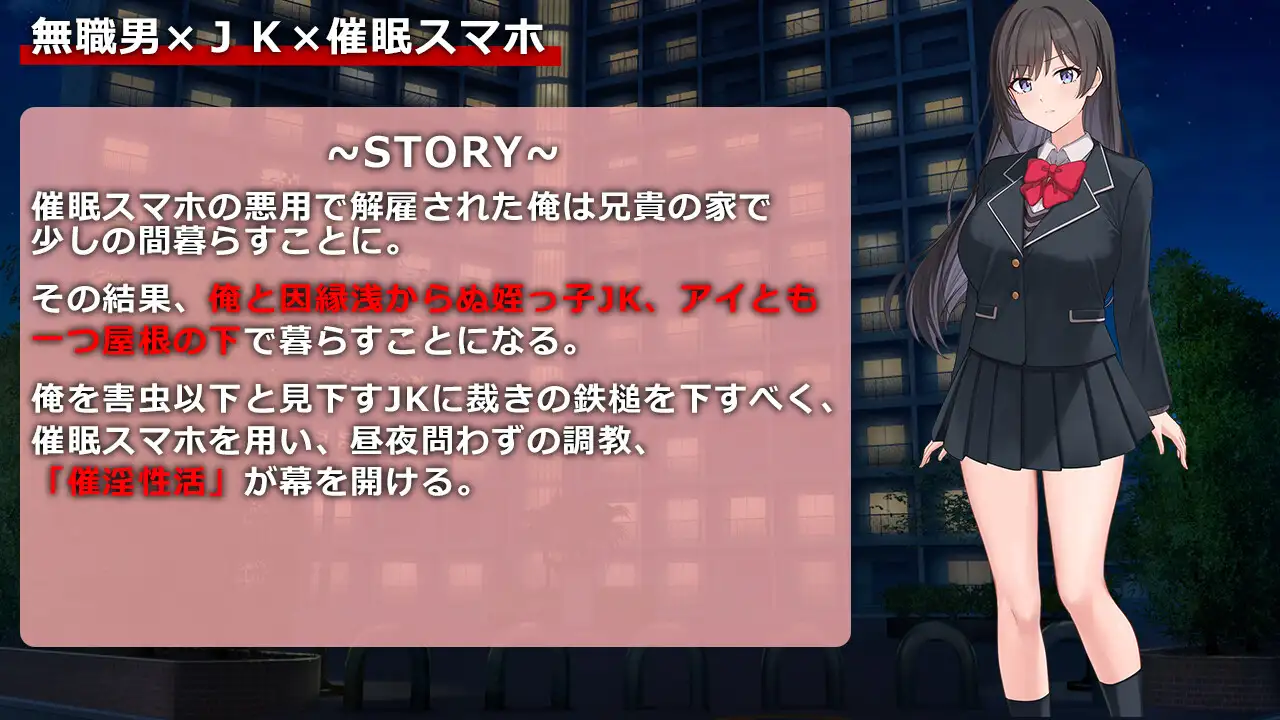 無職男×ＪＫ×催眠スマホ
~STORY~
催眠スマホの悪用で解雇された俺は兄貴の家で
少しの間暮らすことに。
その結果、俺と因縁浅からぬ姪っ子JK、アイとも
一つ屋根の下で暮らすことになる。
俺を害虫以下と見下すJKに裁きの鉄槌を下すべく、
催眠スマホを用い、昼夜問わずの調教、
「催淫性活」が幕を開ける。